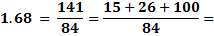 1.68 = 141/84 = 15 + 26 + 100/84 =